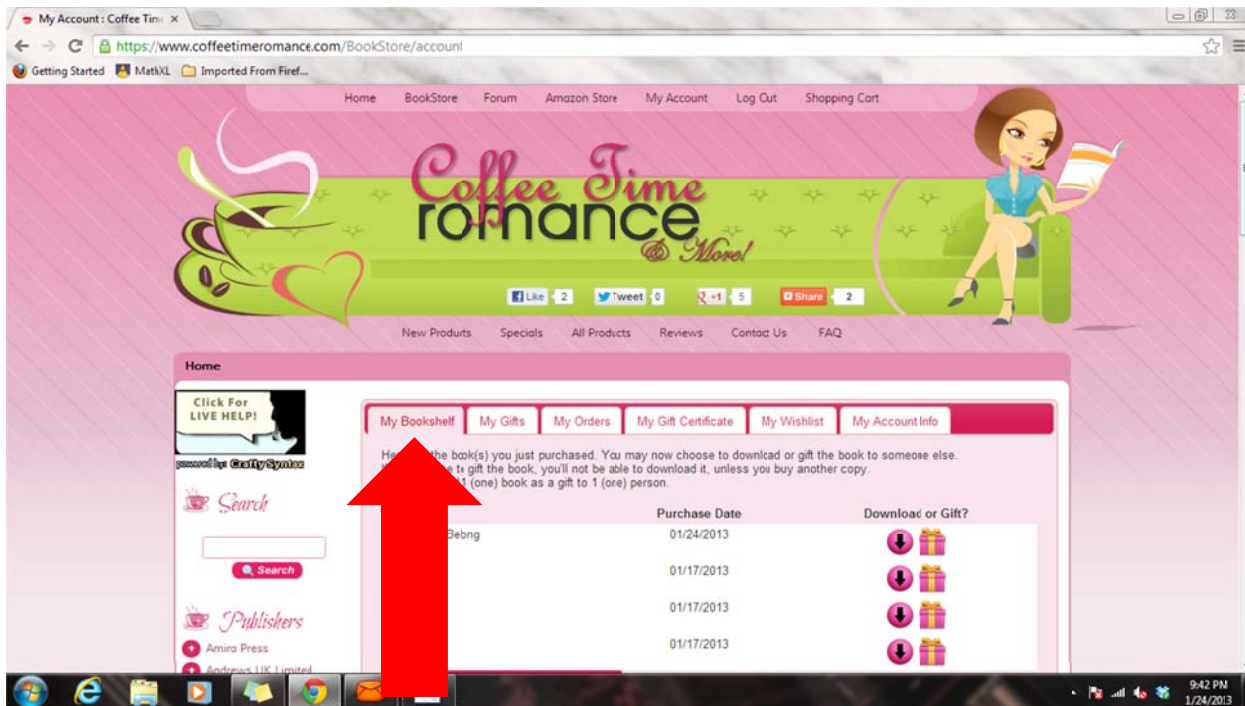 My Account : Coffee Tim
https://www.coffeetimeromance.com/BookStore/account
Getting Started MathXL Imported From Firef...
Home BookStore Forum Amazon Store My Account Log Out Shopping Cart
Coffee Time
romance
& More!
Like 2 Tweet 0 +1 5 Share 2
New Produts Specials All Products Reviews Contact Us FAQ
Home
Click For
LIVE HELP!
powered by: Crafty Syntax
My Bookshelf My Gifts My Orders My Gift Certificate My Wishlist My Account Info
the book(s) you just purchased. You may now choose to download or gift the book to someone else.
gift the book, you'll not be able to download it, unless you buy another copy.
(one) book as a gift to 1 (one) person.
Search
Purchase Date Download or Gift?
01/24/2013
Search
01/17/2013
01/17/2013
Publishers
01/17/2013
Amira Press
Andrews UK Limited
9:42 PM
1/24/2013